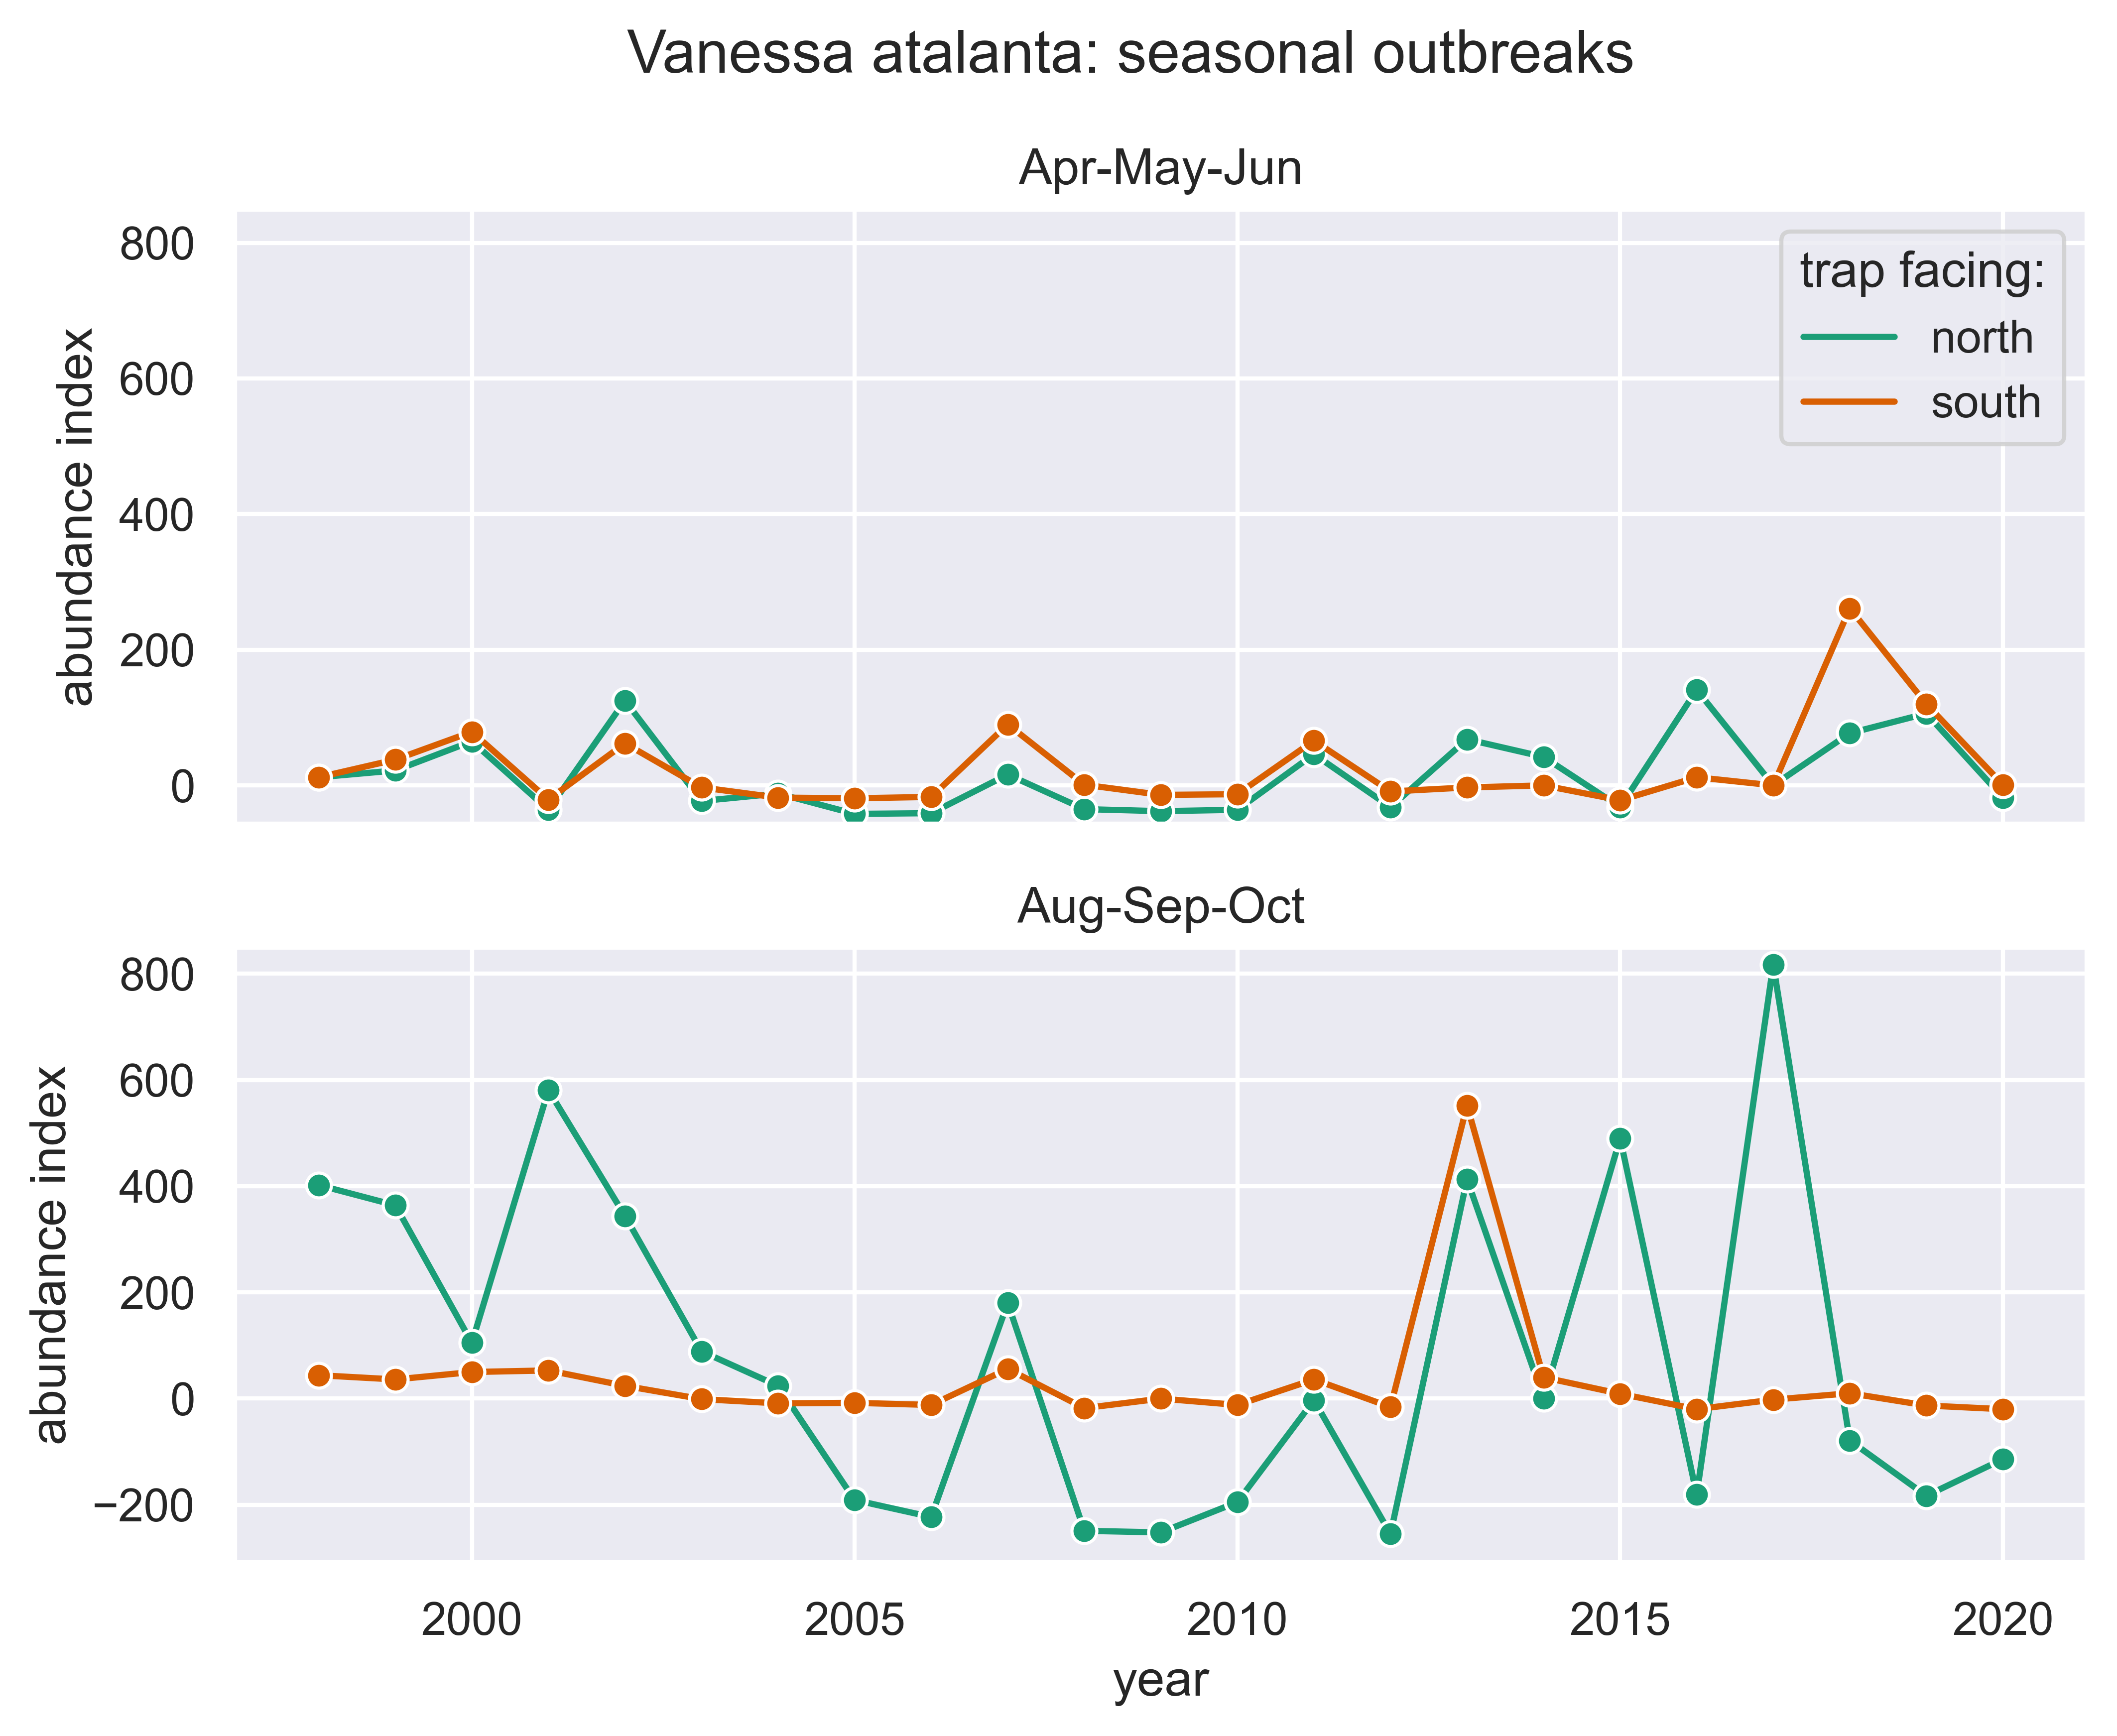 Vanessa atalanta: seasonal outbreaks
Apr-May-Jun
800
600
400
200
0
abundance index
trap facing:
north
south
Aug-Sep-Oct
800
600
400
200
0
−200
abundance index
2000 2005 2010 2015 2020
year